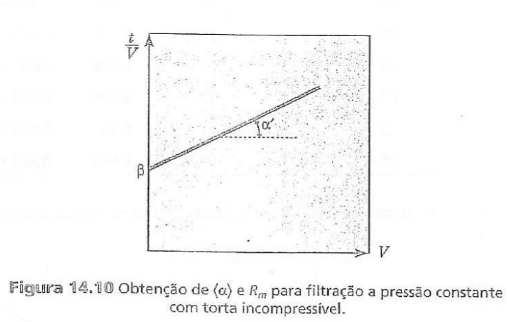 t/V
α´
β
V
Figura 14.10 Obtenção de ⟨α⟩ e Rₘ para filtração a pressão constante
com torta incompressível.